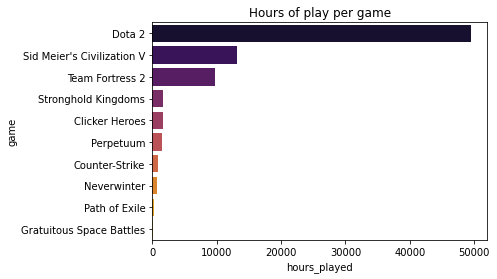 Hours of play per game
Dota 2
Sid Meier's Civilization V
Team Fortress 2
Stronghold Kingdoms
Clicker Heroes
Perpetuum
Counter-Strike
Neverwinter
Path of Exile
Gratuitous Space Battles
game
0 10000 20000 30000 40000 50000
hours_played